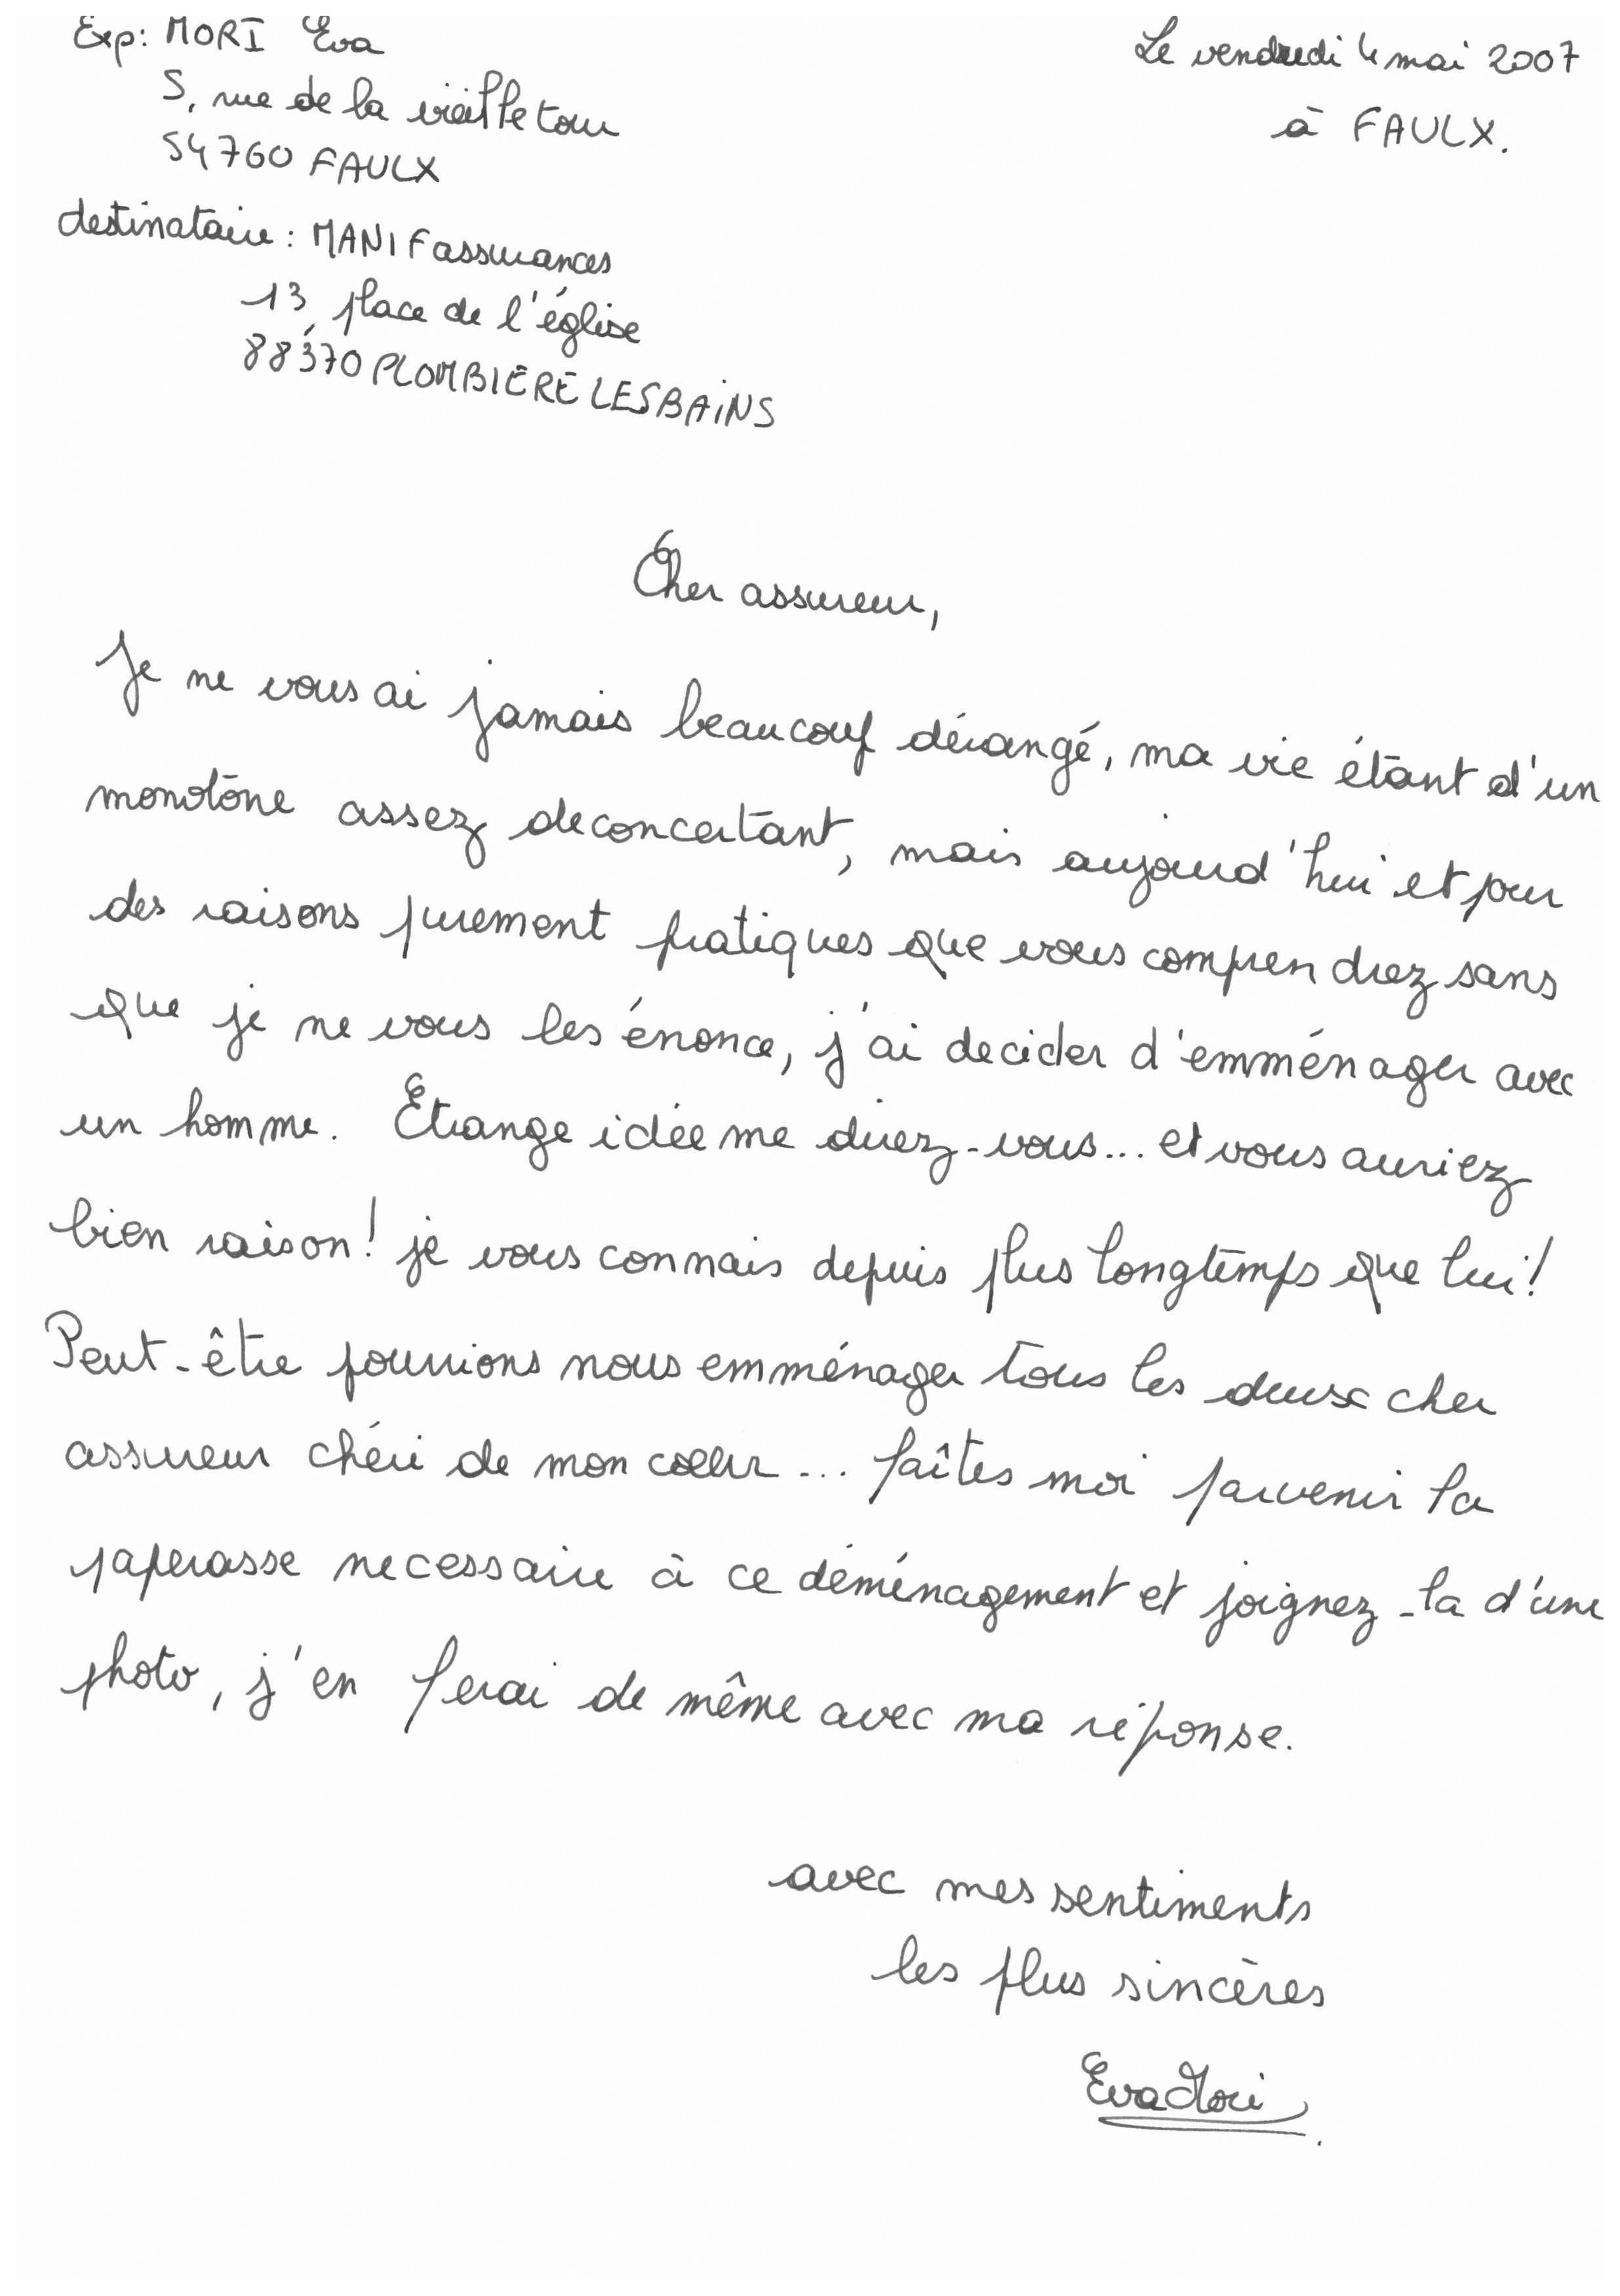 Exp: MORI Eva
5, rue de la vieille tour
54760 FAULX
Le vendredi 4 mai 2007
à FAULX.
destinataire : MANIF assurances
13, place de l'église
88370 PLOMBIERE LES BAINS
Cher assureur,
Je ne vous ai jamais beaucoup dérangé, ma vie étant d'un
monotone assez deconcertant, mais aujourd'hui et pour
des raisons purement pratiques que vous comprendrez sans
que je ne vous les énonce, j'ai decider d'emménager avec
un homme. Etrange idée me direz-vous... et vous auriez
bien raison! je vous connais depuis plus longtemps que lui!
Peut-être pourrions nous emménager tous les deux cher
assureur chéri de mon coeur... faîtes moi parvenir la
paperasse necessaire à ce déménagement et joignez-la d'une
photo, j'en ferai de même avec ma réponse.
avec mes sentiments
les plus sincères
Eva Mori